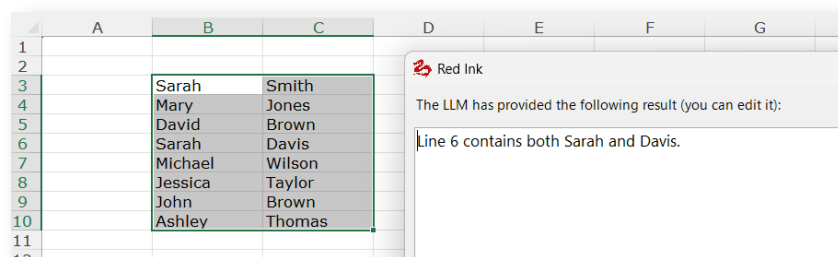 A B C D E F G
1
2
3 Sarah Smith
4 Mary Jones
5 David Brown
6 Sarah Davis
7 Michael Wilson
8 Jessica Taylor
9 John Brown
10 Ashley Thomas
11
Red Ink
The LLM has provided the following result (you can edit it):
Line 6 contains both Sarah and Davis.